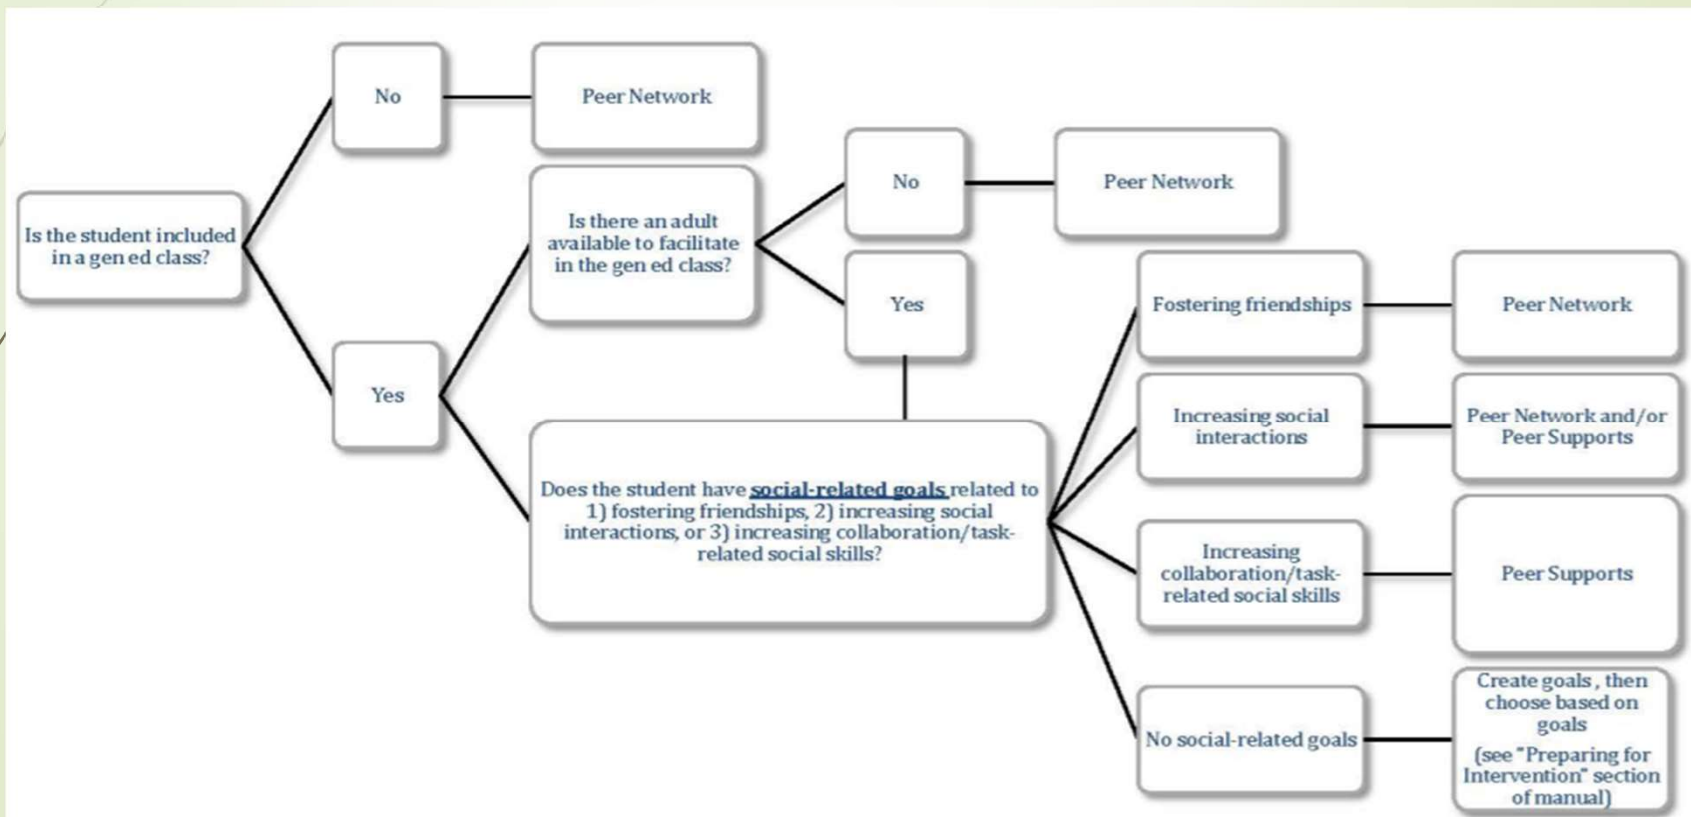 Is the student included
in a gen ed class?
No
Peer Network
Yes
Is there an adult
available to facilitate
in the gen ed class?
No
Peer Network
Yes
Does the student have social-related goals related to
1) fostering friendships, 2) increasing social
interactions, or 3) increasing collaboration/task-
related social skills?
Fostering friendships
Peer Network
Increasing social
interactions
Peer Network and/or
Peer Supports
Increasing
collaboration/task-
related social skills
Peer Supports
No social-related goals
Create goals , then
choose based on
goals
(see "Preparing for
Intervention" section
of manual)